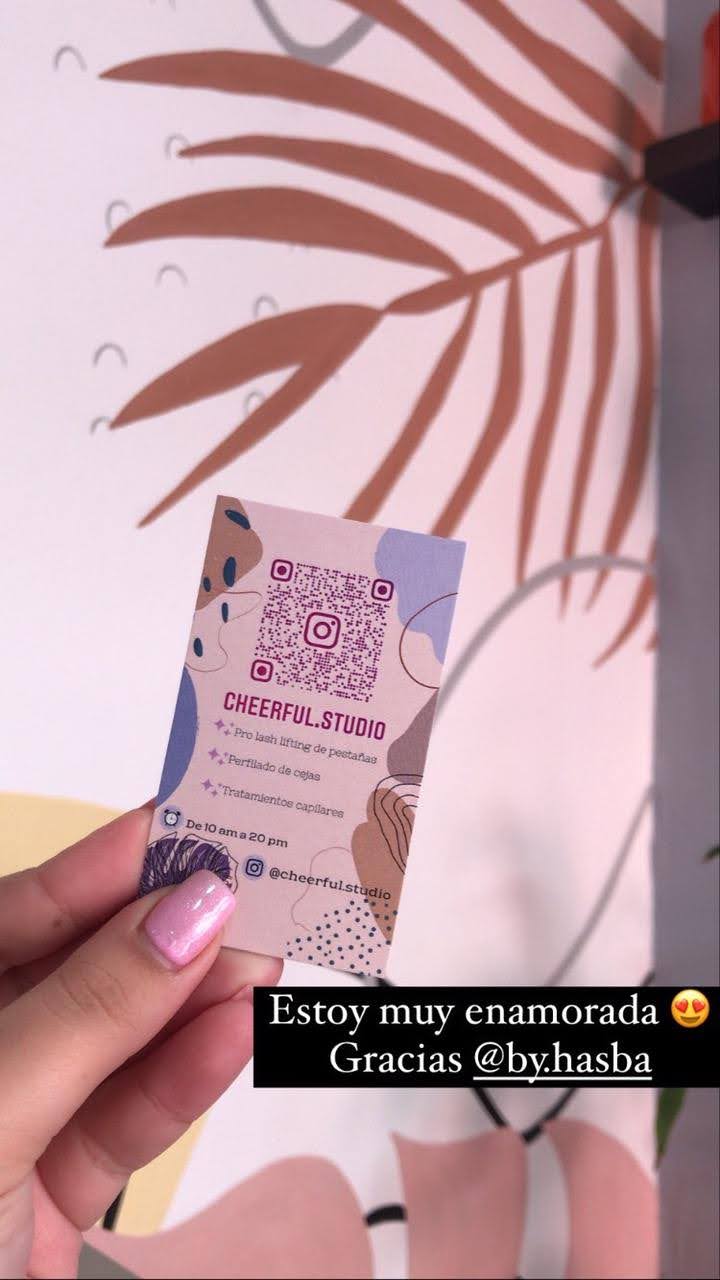 CHEERFUL.STUDIO
Pro lash lifting de pestañas
Perfilado de cejas
Tratamientos capilares
De 10 am a 20 pm
@cheerful.studio
Estoy muy enamorada 😍
Gracias @by.hasba